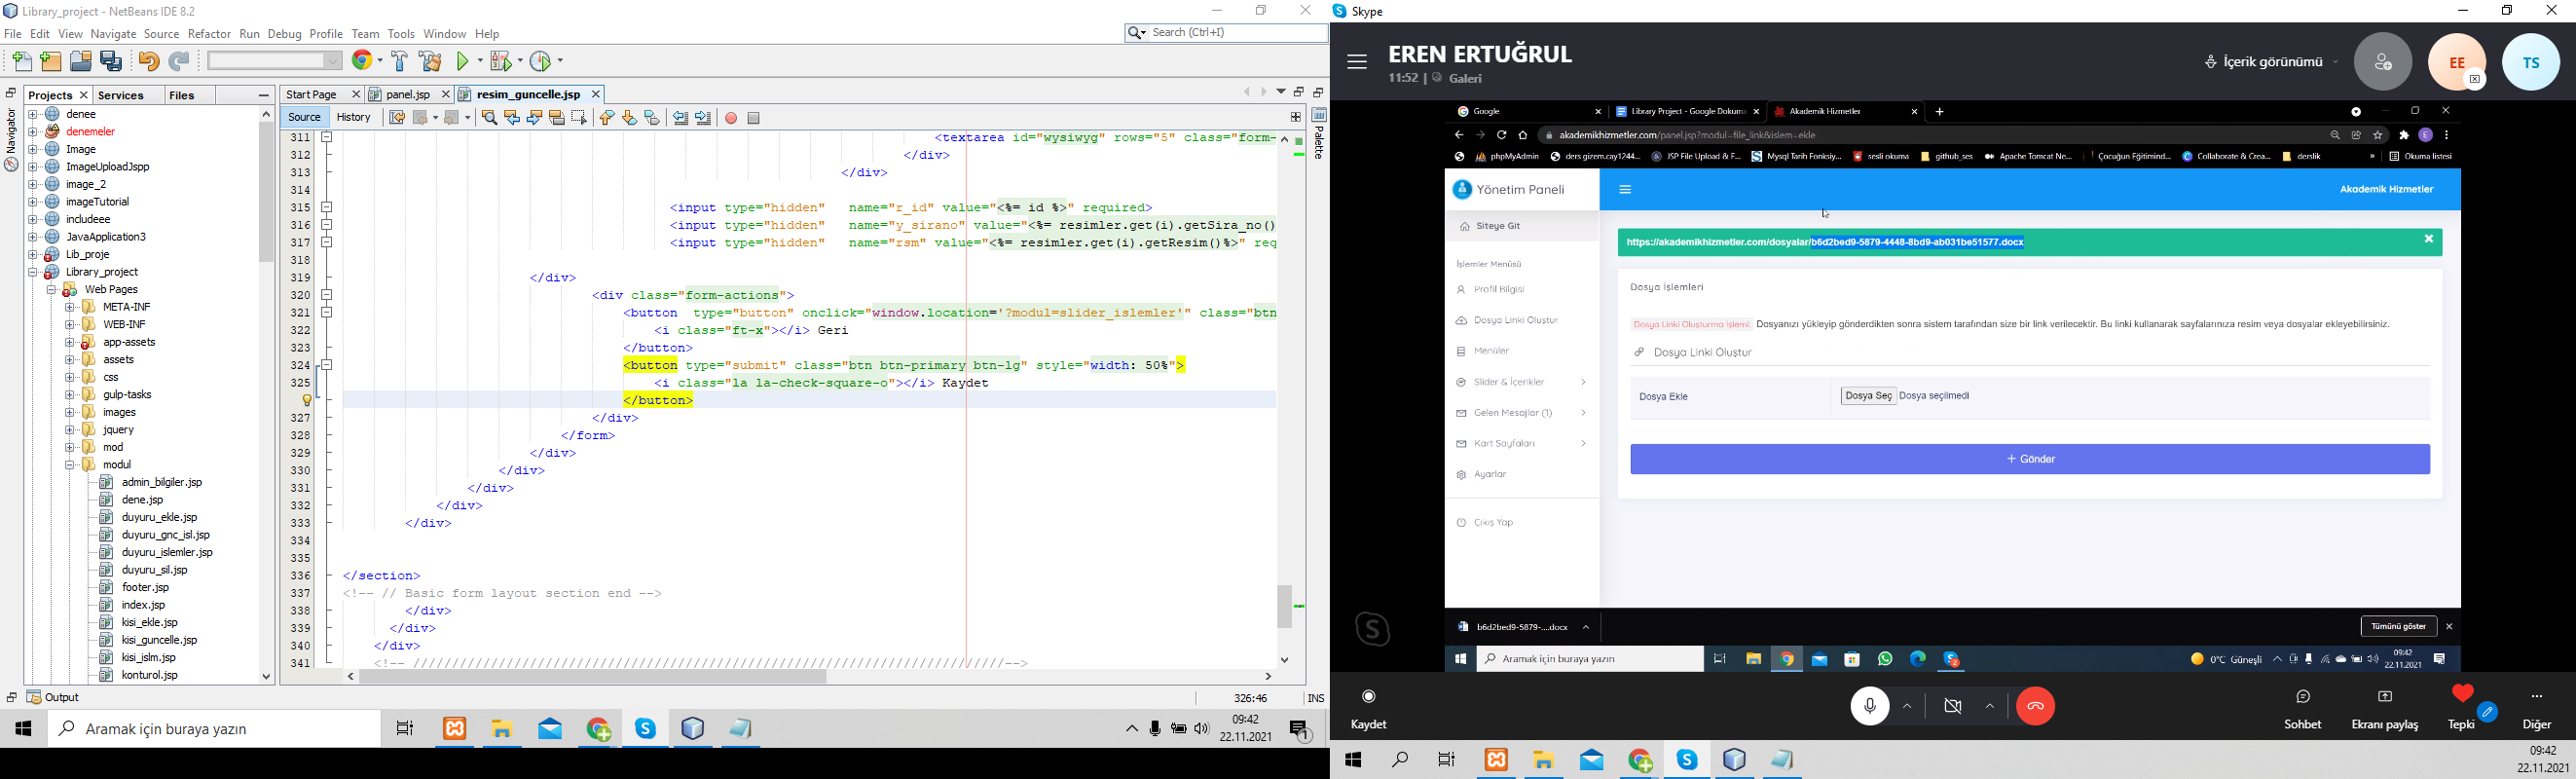 Library_project - NetBeans IDE 8.2
File Edit View Navigate Source Refactor Run Debug Profile Team Tools Window Help
Search (Ctrl+I)
Projects Services Files
Navigator
denee
denemeler
Image
ImageUploadJspp
image_2
imageTutorial
includeee
JavaApplication3
Lib_proje
Library_project
Web Pages
META-INF
WEB-INF
app-assets
assets
css
gulp-tasks
images
jquery
mod
modul
admin_bilgiler.jsp
dene.jsp
duyuru_ekle.jsp
duyuru_gnc_isl.jsp
duyuru_islemler.jsp
duyuru_sil.jsp
footer.jsp
index.jsp
kisi_ekle.jsp
kisi_guncelle.jsp
kisi_islm.jsp
konturol.jsp
Start Page panel.jsp resim_guncelle.jsp
Source History
Palette
311 <textarea id="wysiwyg" rows="5" class="form-
312 </div>
313 </div>
314
315 <input type="hidden" name="r_id" value="<%= id %>" required>
316 <input type="hidden" name="y_sirano" value="<%= resimler.get(i).getSira_no()
317 <input type="hidden" name="rsm" value="<%= resimler.get(i).getResim()%>" req
318
319 </div>
320 <div class="form-actions">
321 <button type="button" onclick="window.location='?modul=slider_islemler'" class="btn
322 <i class="ft-x"></i> Geri
323 </button>
324 <button type="submit" class="btn btn-primary btn-lg" style="width: 50%">
325 <i class="la la-check-square-o"></i> Kaydet
</button>
327 </div>
328 </form>
329 </div>
330 </div>
331 </div>
332 </div>
333 </div>
334
335
336 </section>
337 <!-- // Basic form layout section end -->
338 </div>
339 </div>
340 </div>
341 <!-- /////////////////////////////////////////////////////////////////////////////-->
Output
326:46 INS
Aramak için buraya yazın
09:42
22.11.2021
1
Skype
EREN ERTUĞRUL
11:52 | Galeri
İçerik görünümü
EE
TS
Google
Library Project - Google Dokuma
Akademik Hizmetler
akademikhizmetler.com/panel.jsp?modul=file_link&islem=ekle
E
phpMyAdmin
ders gizem.cay1244...
JSP File Upload & F...
Mysql Tarih Fonksiy...
sesli okuma
github_ses
Apache Tomcat Ne...
Çocuğun Eğitimind...
Collaborate & Crea...
derslik
»
Okuma listesi
Yönetim Paneli
Akademik Hizmetler
Siteye Git
https://akademikhizmetler.com/dosyalar/b6d2bed9-5879-4448-8bd9-ab031be51577.docx
İşlemler Menüsü
Profil Bilgisi
Dosya Linki Oluştur
Menüler
Slider & İçerikler
Gelen Mesajlar (1)
Kart Sayfaları
Ayarlar
Çıkış Yap
Dosya İşlemleri
Dosya Linki Oluşturma İşlemi: Dosyanızı yükleyip gönderdikten sonra sistem tarafından size bir link verilecektir. Bu linki kullanarak sayfalarınıza resim veya dosyalar ekleyebilirsiniz.
Dosya Linki Oluştur
Dosya Ekle
Dosya Seç Dosya seçilmedi
+ Gönder
b6d2bed9-5879-....docx
Tümünü göster
Aramak için buraya yazın
0°C Güneşli
09:42
22.11.2021
Kaydet
Sohbet
Ekranı paylaş
Tepki
Diğer
09:42
22.11.2021